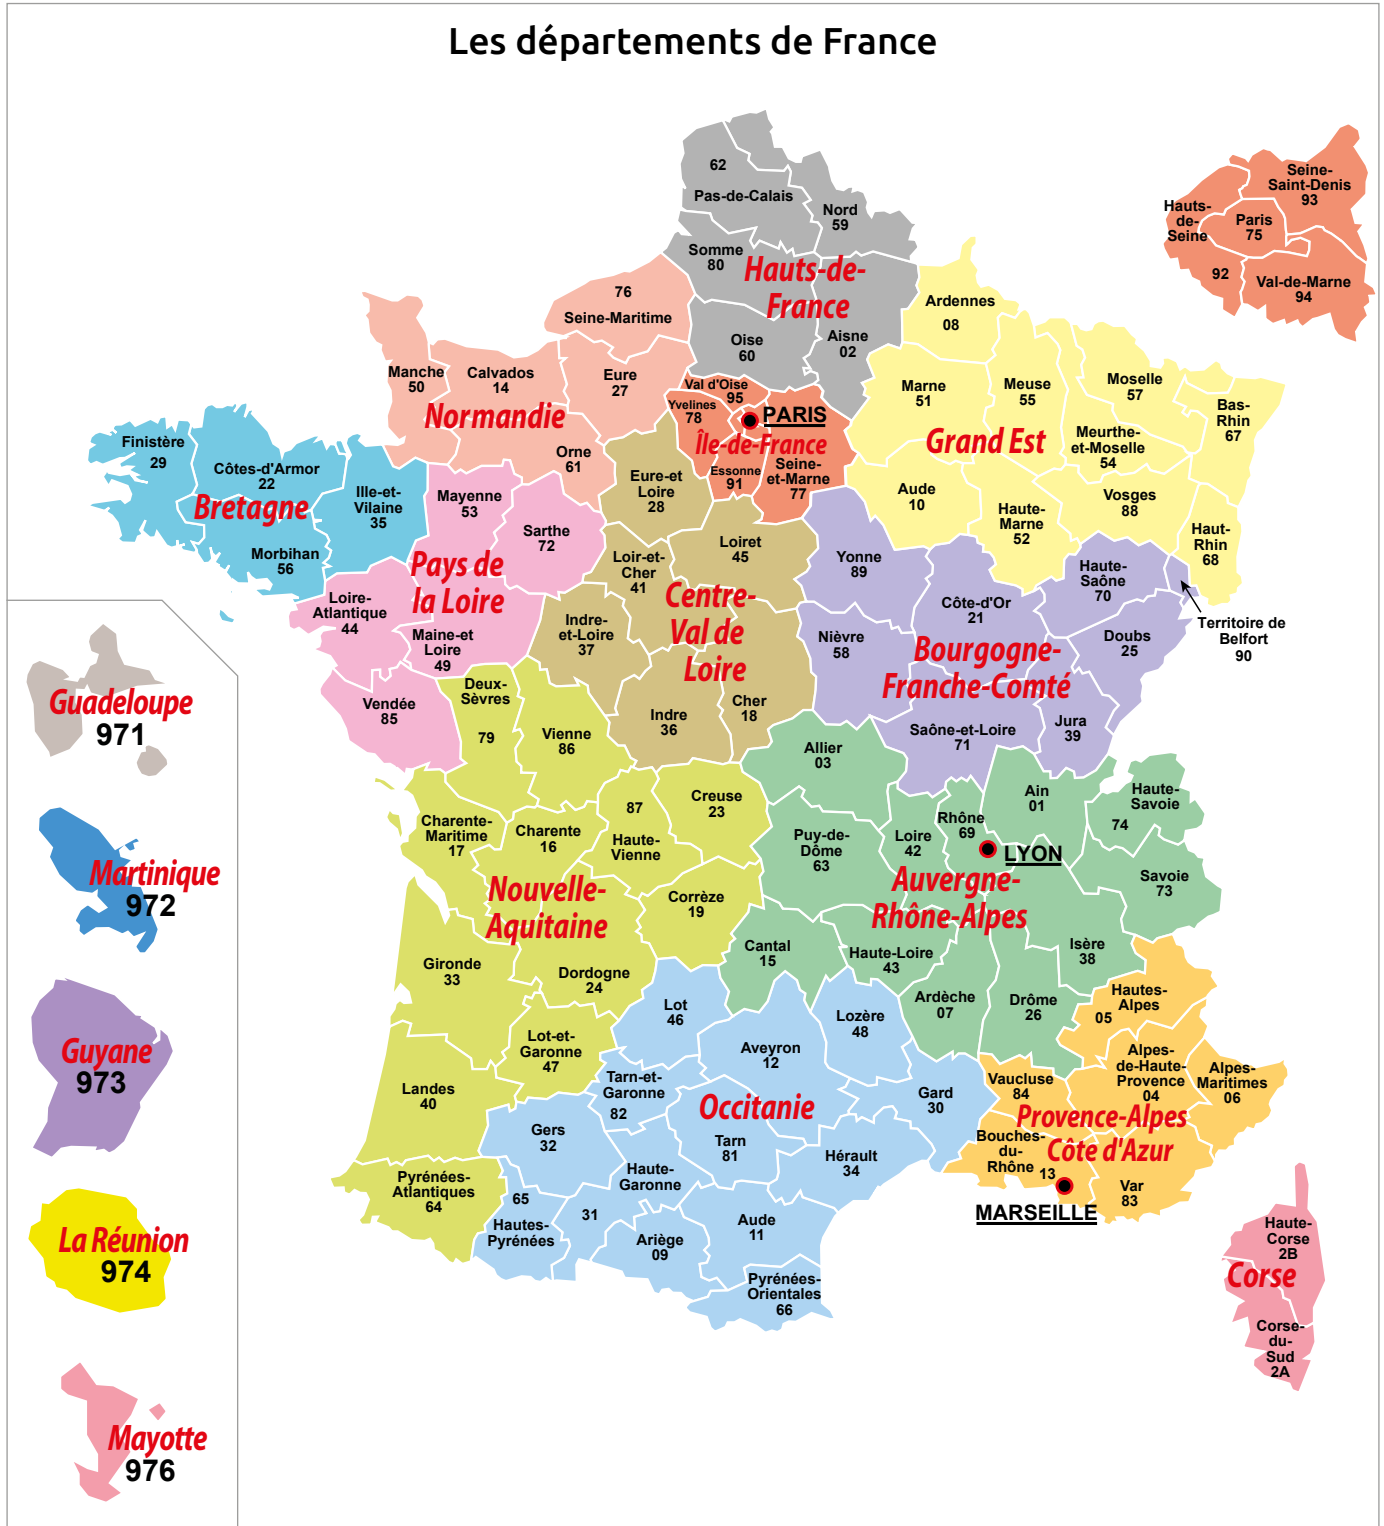 Les départements de France
62
Pas-de-Calais
Nord
59
Somme
80
Hauts-de-
France
Oise
60
Aisne
02
Seine-
Saint-Denis
93
Hauts-
de-
Seine
92
Paris
75
Val-de-Marne
94
76
Seine-Maritime
Manche
50
Calvados
14
Eure
27
Normandie
Orne
61
Val d'Oise
95
Yvelines
78
PARIS
Île-de-France
Essonne
91
Seine-
et-Marne
77
Ardennes
08
Marne
51
Meuse
55
Moselle
57
Bas-
Rhin
67
Meurthe-
et-Moselle
54
Grand Est
Aude
10
Haute-
Marne
52
Vosges
88
Haut-
Rhin
68
Finistère
29
Côtes-d'Armor
22
Bretagne
Ille-et-
Vilaine
35
Morbihan
56
Mayenne
53
Sarthe
72
Pays de
la Loire
Loire-
Atlantique
44
Maine-et
Loire
49
Vendée
85
Eure-et
Loire
28
Loiret
45
Loir-et-
Cher
41
Centre-
Val de
Loire
Indre-
et-Loire
37
Indre
36
Cher
18
Yonne
89
Côte-d'Or
21
Haute-
Saône
70
Territoire de
Belfort
90
Nièvre
58
Doubs
25
Bourgogne-
Franche-Comté
Saône-et-Loire
71
Jura
39
Deux-
Sèvres
79
Vienne
86
Charente-
Maritime
17
Charente
16
87
Haute-
Vienne
Creuse
23
Nouvelle-
Aquitaine
Corrèze
19
Gironde
33
Dordogne
24
Lot-et-
Garonne
47
Landes
40
Pyrénées-
Atlantiques
64
Allier
03
Puy-de-
Dôme
63
Loire
42
Rhône
69
Ain
01
Haute-
Savoie
74
LYON
Savoie
73
Auvergne-
Rhône-Alpes
Cantal
15
Haute-Loire
43
Isère
38
Ardèche
07
Drôme
26
Lot
46
Aveyron
12
Lozère
48
Tarn-et-
Garonne
82
Occitanie
Gard
30
Gers
32
Tarn
81
Hérault
34
Haute-
Garonne
31
65
Hautes-
Pyrénées
Ariège
09
Aude
11
Pyrénées-
Orientales
66
Hautes-
Alpes
05
Alpes-
de-Haute-
Provence
04
Alpes-
Maritimes
06
Vaucluse
84
Provence-Alpes
Côte d'Azur
Bouches-
du-
Rhône
13
Var
83
MARSEILLE
Haute-
Corse
2B
Corse
Corse-
du-
Sud
2A
Guadeloupe
971
Martinique
972
Guyane
973
La Réunion
974
Mayotte
976